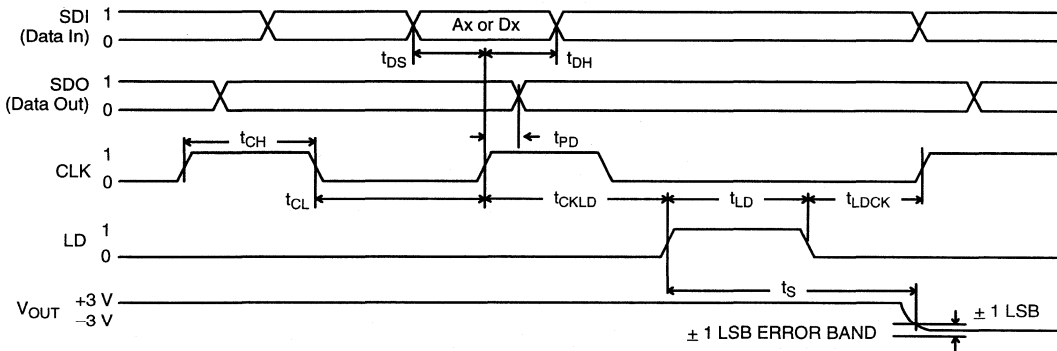 SDI 1 Ax or Dx
(Data In) 0
tDS tDH
SDO 1
(Data Out) 0
tCH tPD
CLK 1
0
tCL tCKLD tLD tLDCK
LD 1
0
tS
VOUT +3 V
−3 V
± 1 LSB
± 1 LSB ERROR BAND